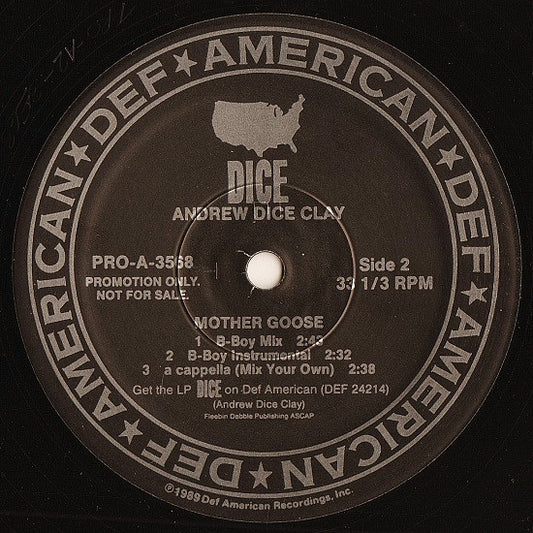 DEF★AMERICAN★DEF★AMERICAN★DEF★AMERICAN★
DICE
ANDREW DICE CLAY
PRO-A-3568
Side 2
PROMOTION ONLY.
33 1/3 RPM
NOT FOR SALE.
MOTHER GOOSE
1 B-Boy Mix 2:43
2 B-Boy Instrumental 2:32
3 a cappella (Mix Your Own) 2:38
Get the LP DICE on Def American (DEF 24214)
(Andrew Dice Clay)
Fleebin Dabble Publishing ASCAP
℗1989 Def American Recordings, Inc.